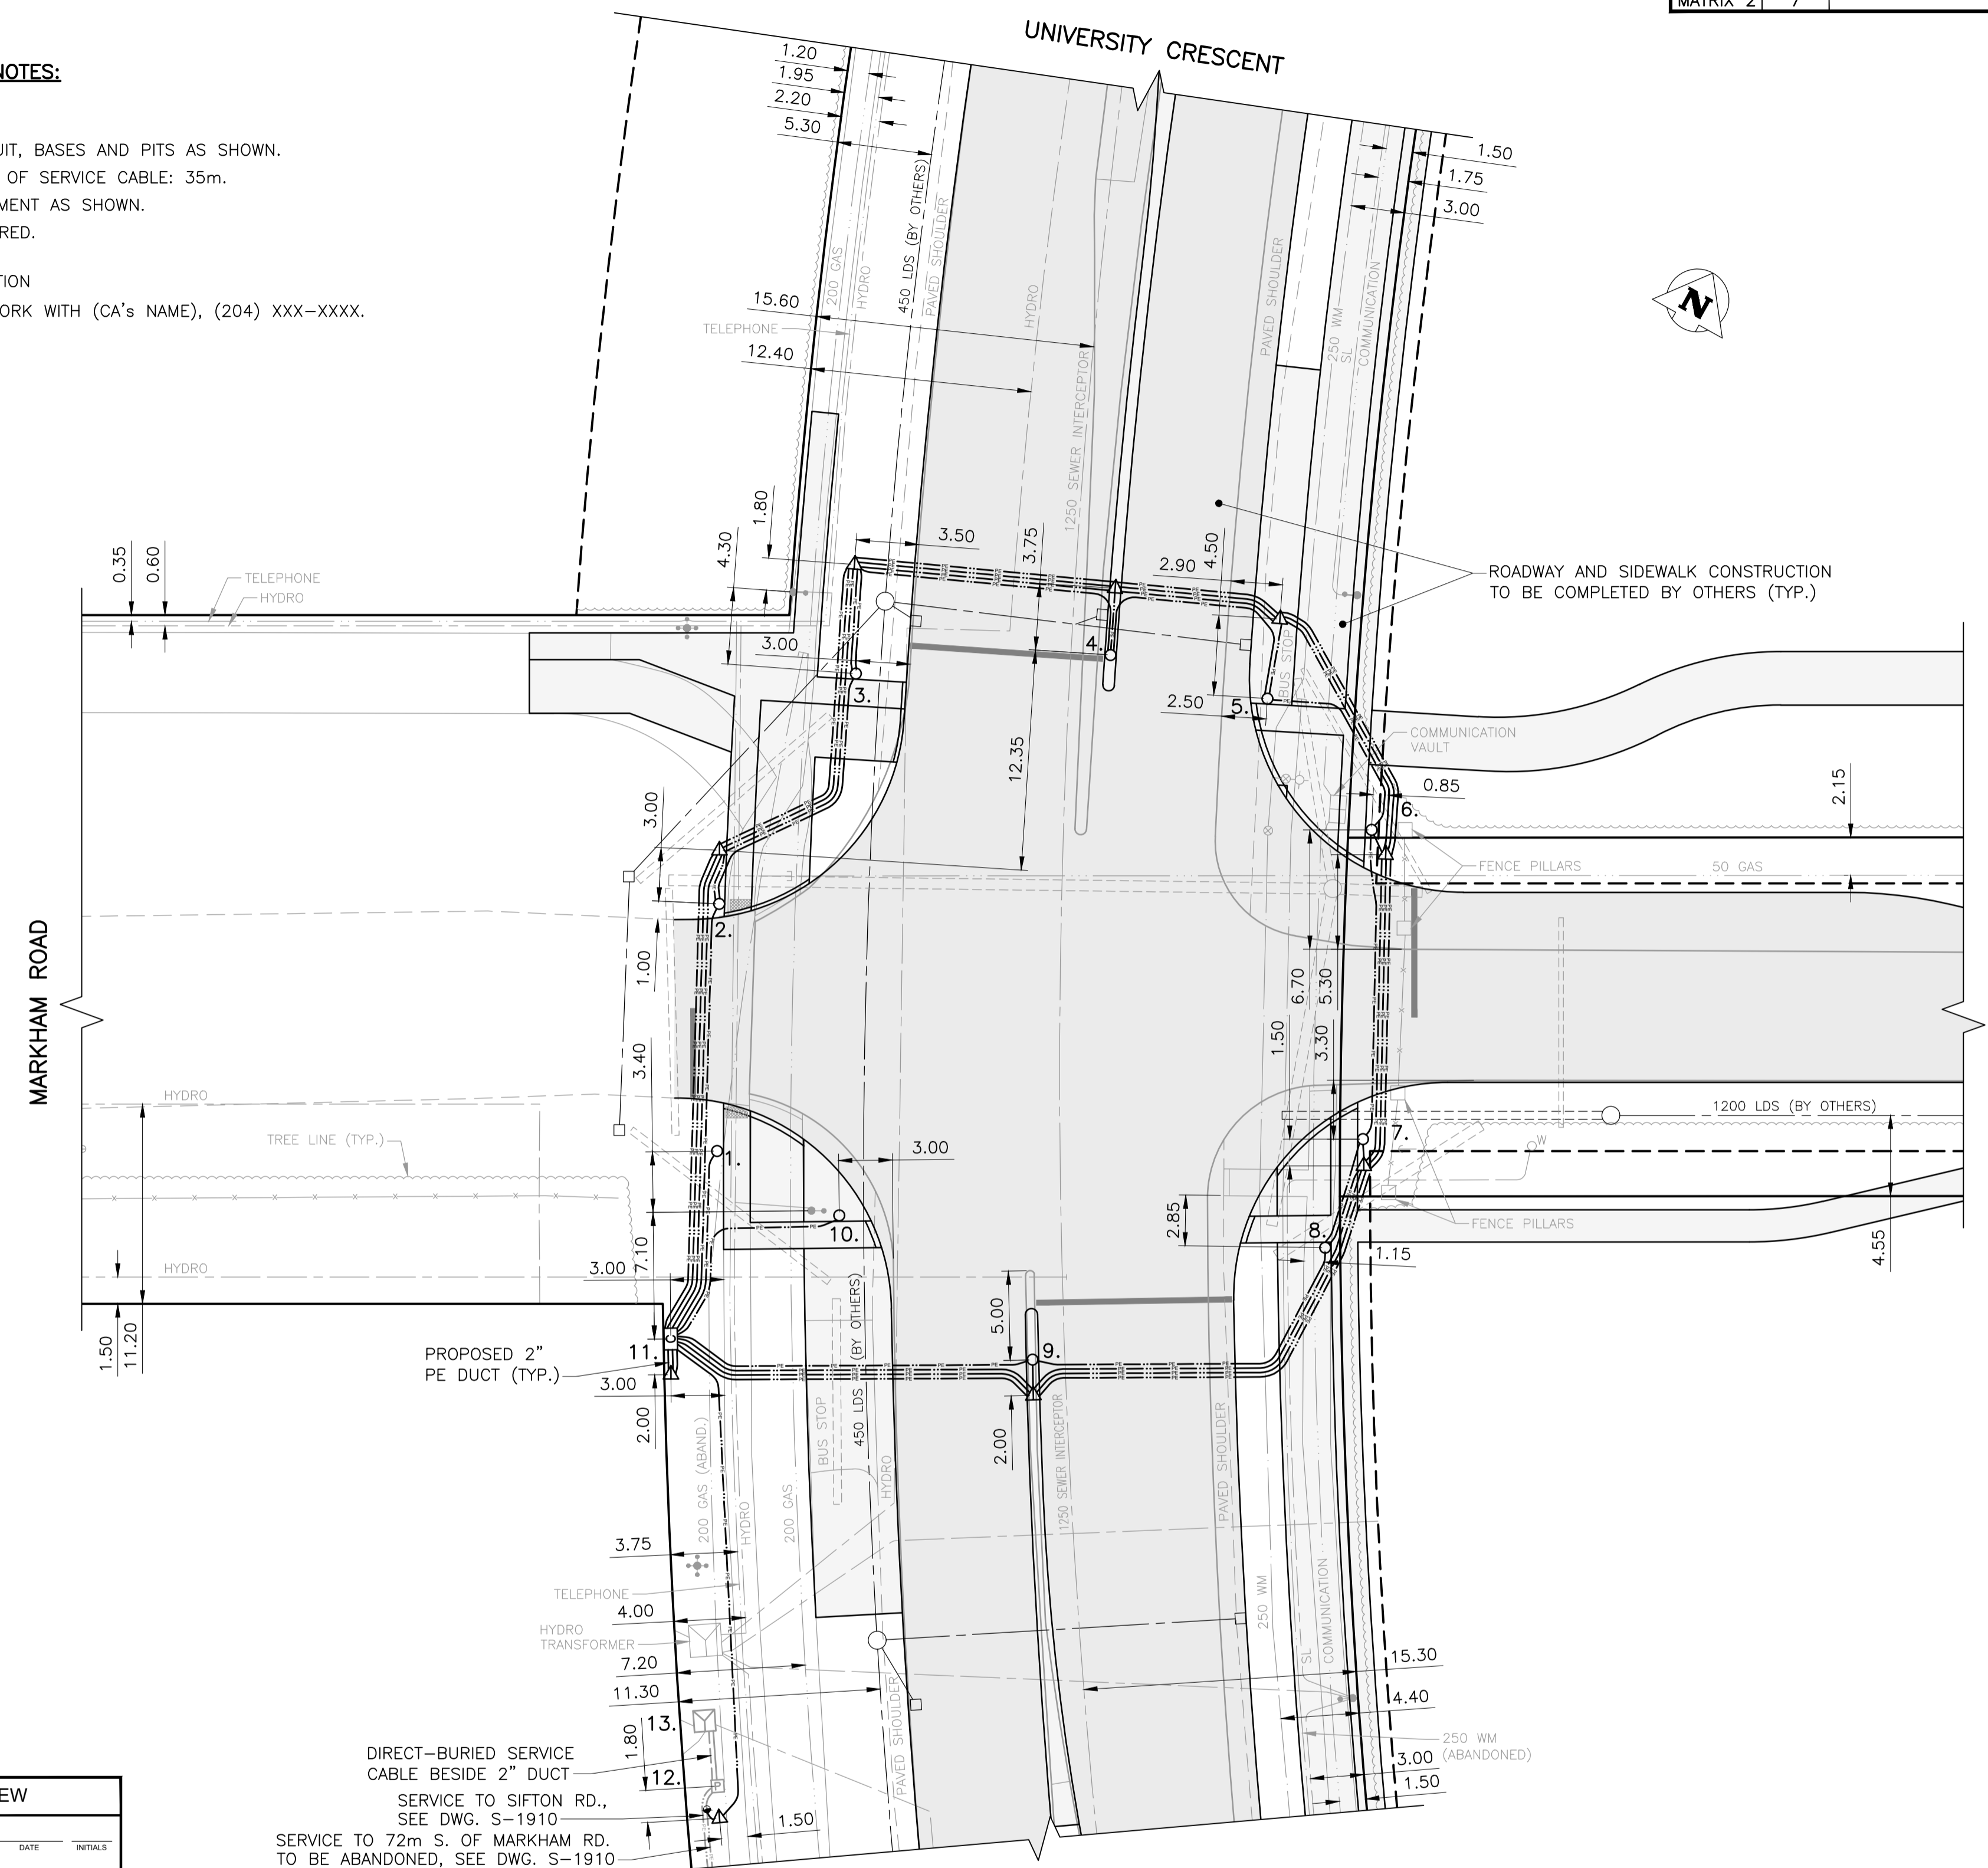 MATRIX 2 7
UNIVERSITY CRESCENT
NOTES:
UIT, BASES AND PITS AS SHOWN.
OF SERVICE CABLE: 35m.
MENT AS SHOWN.
RED.
TION
ORK WITH (CA's NAME), (204) XXX-XXXX.
1.20
1.95
2.20
5.30
1.50
1.75
3.00
N
200 GAS
HYDRO
450 LDS (BY OTHERS)
PAVED SHOULDER
HYDRO
1250 SEWER INTERCEPTOR
PAVED SHOULDER
250 WM
SL
COMMUNICATION
15.60
TELEPHONE
12.40
1.80
4.30
3.50
3.75
2.90
4.50
ROADWAY AND SIDEWALK CONSTRUCTION
TO BE COMPLETED BY OTHERS (TYP.)
0.35
0.60
TELEPHONE
HYDRO
3.00
3.
4.
2.50
5.
BUS STOP
COMMUNICATION
VAULT
12.35
0.85
6.
2.15
3.00
FENCE PILLARS
50 GAS
2.
1.00
MARKHAM ROAD
6.70
5.30
1.50
3.30
3.40
HYDRO
1200 LDS (BY OTHERS)
TREE LINE (TYP.)
1.
3.00
7.
W
10.
2.85
8.
FENCE PILLARS
1.15
4.55
7.10
HYDRO
3.00
1.50
11.20
5.00
PROPOSED 2"
PE DUCT (TYP.)
11.
C
9.
3.00
2.00
2.00
200 GAS (ABAND.)
HYDRO
200 GAS
BUS STOP
450 LDS (BY OTHERS)
HYDRO
1250 SEWER INTERCEPTOR
PAVED SHOULDER
250 WM
SL
COMMUNICATION
3.75
TELEPHONE
4.00
HYDRO
TRANSFORMER
7.20
11.30
PAVED SHOULDER
15.30
4.40
250 WM
(ABANDONED)
3.00
1.50
13.
1.80
DIRECT-BURIED SERVICE
CABLE BESIDE 2" DUCT
12.
P
SERVICE TO SIFTON RD.,
SEE DWG. S-1910
1.50
SERVICE TO 72m S. OF MARKHAM RD.
TO BE ABANDONED, SEE DWG. S-1910
EW
DATE INITIALS